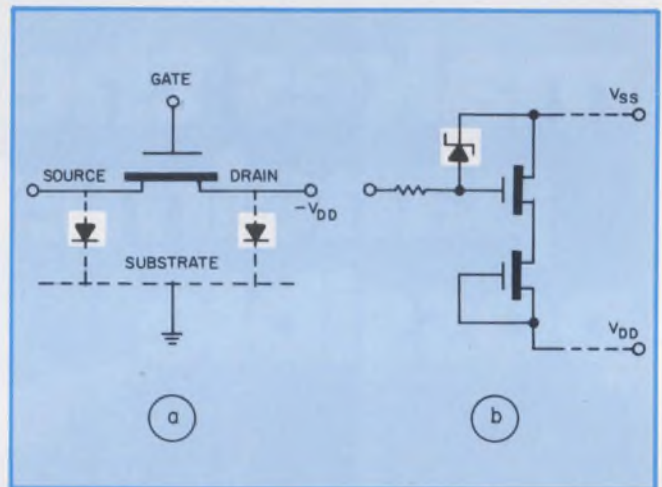 GATE
SOURCE
DRAIN
-VDD
SUBSTRATE
a
VSS
VDD
b